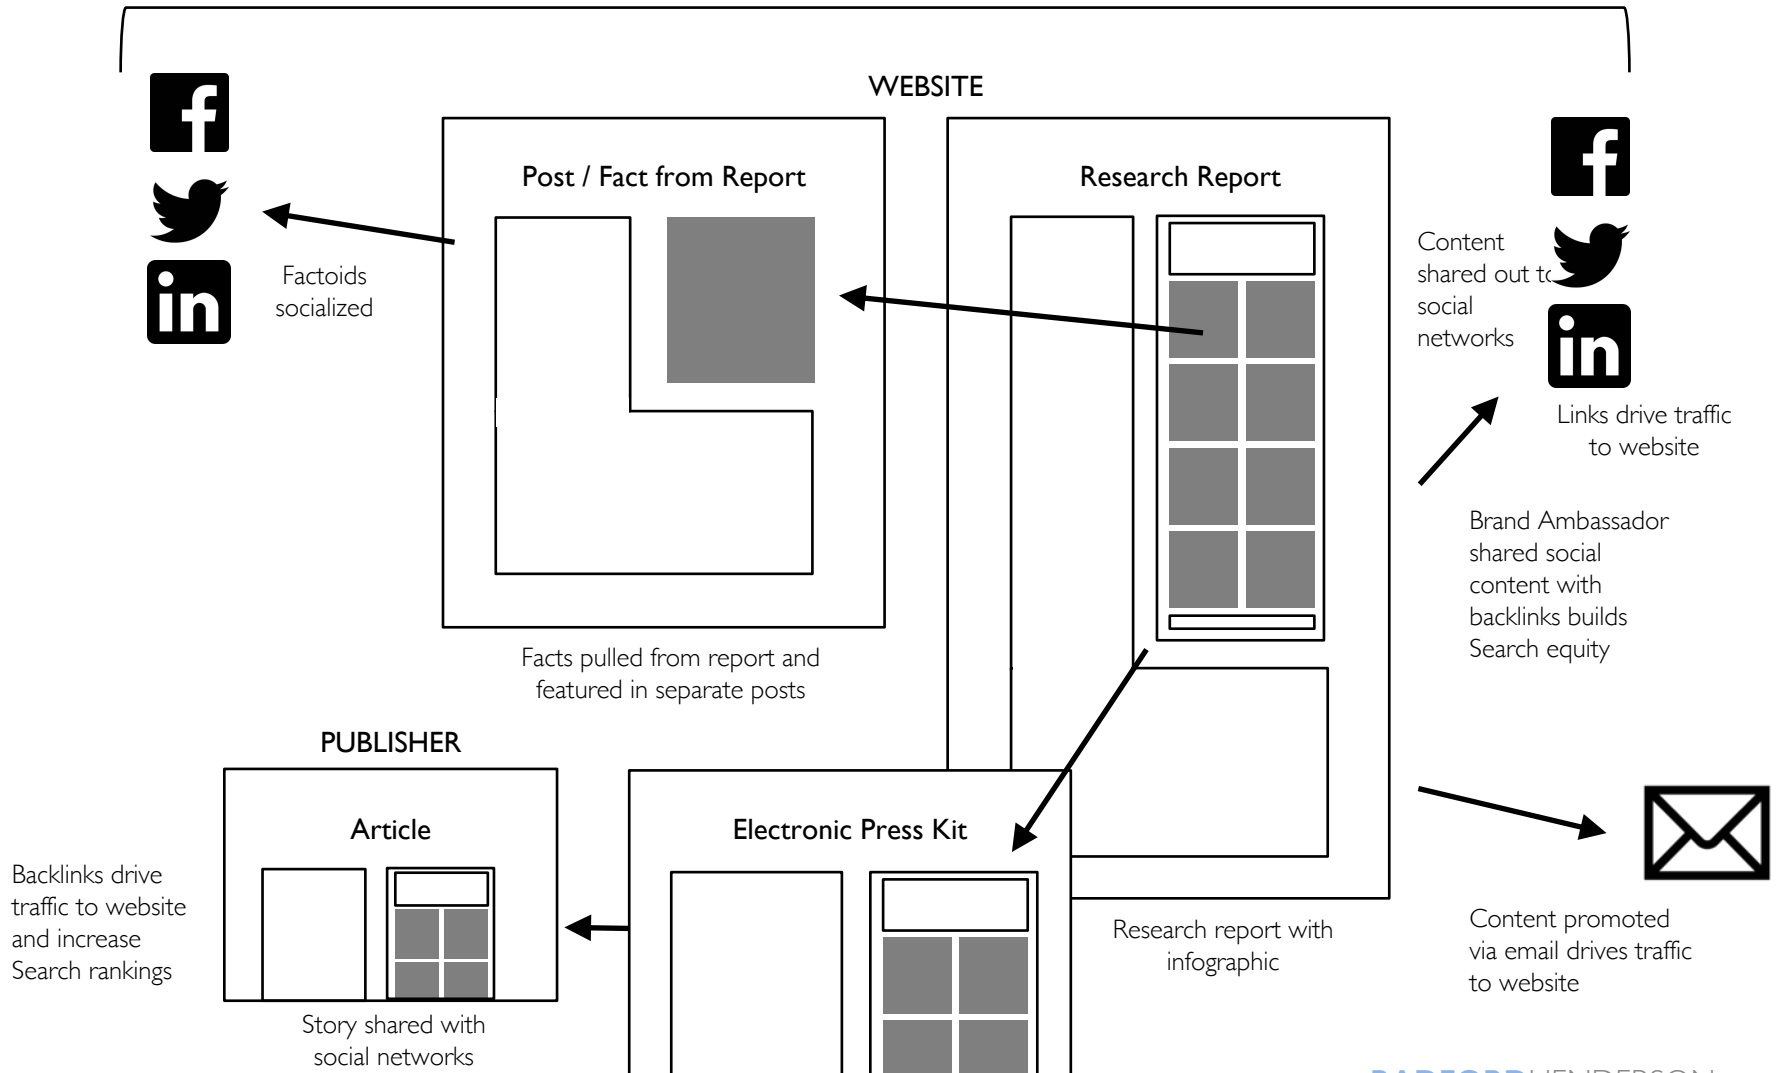 WEBSITE
Post / Fact from Report
Research Report
Factoids
socialized
Content
shared out to
social
networks
Links drive traffic
to website
Brand Ambassador
shared social
content with
backlinks builds
Search equity
Facts pulled from report and
featured in separate posts
PUBLISHER
Article
Electronic Press Kit
Backlinks drive
traffic to website
and increase
Search rankings
Research report with
infographic
Content promoted
via email drives traffic
to website
Story shared with
social networks
RADFORDHENDERSON